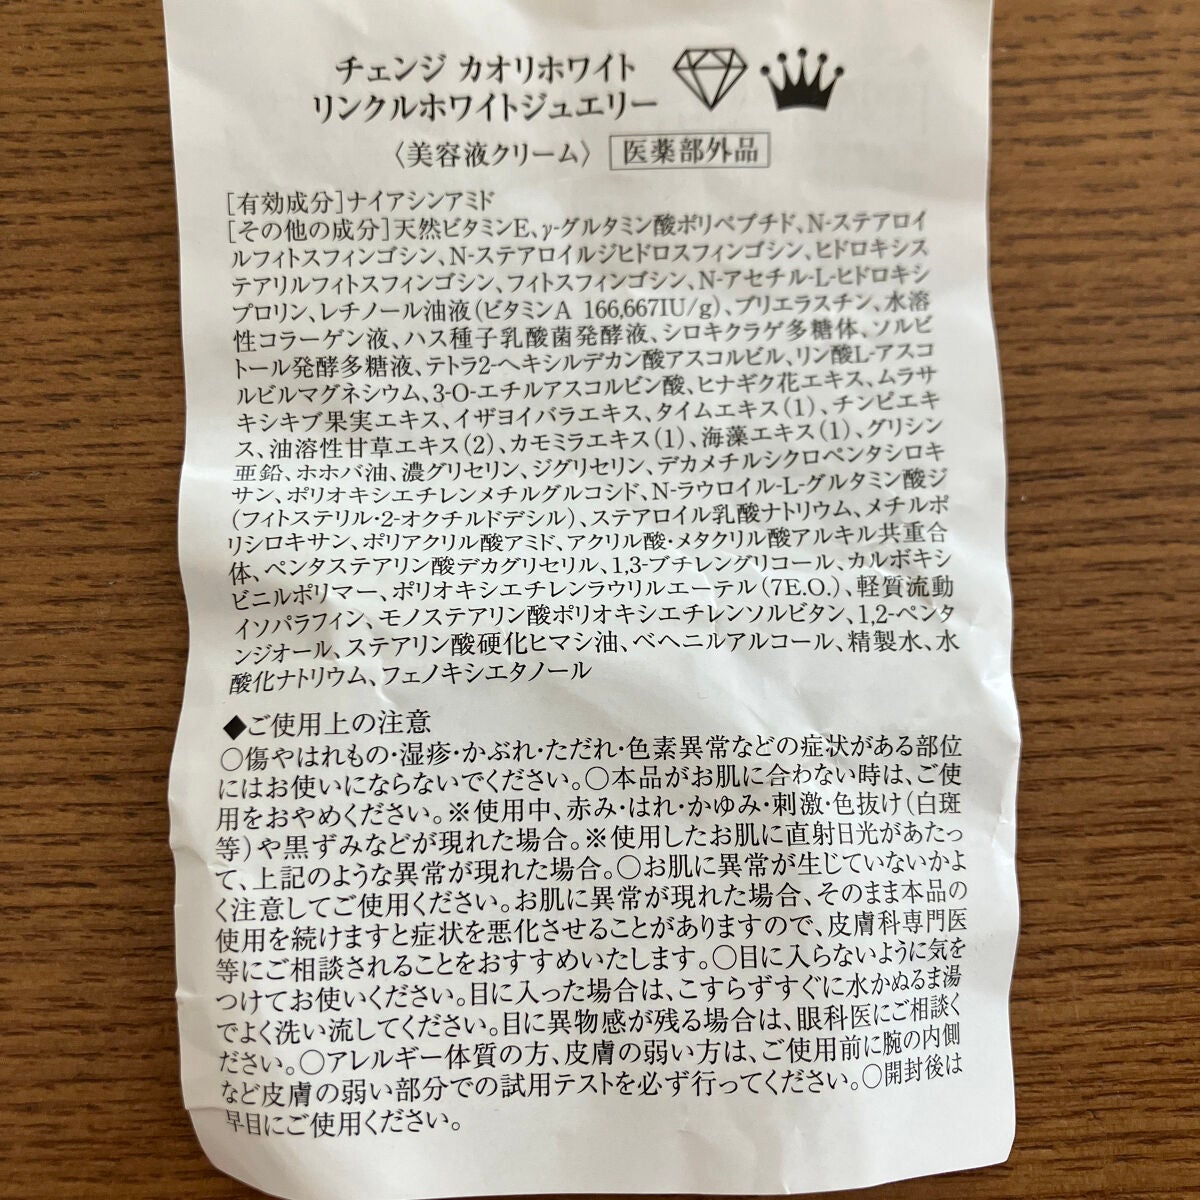 チェンジ カオリホワイト
リンクルホワイトジュエリー
〈美容液クリーム〉 医薬部外品
[有効成分]ナイアシンアミド
[その他の成分]天然ビタミンE、γ-グルタミン酸ポリペプチド、N-ステアロイ
ルフィトスフィンゴシン、N-ステアロイルジヒドロスフィンゴシン、ヒドロキシス
テアリルフィトスフィンゴシン、フィトスフィンゴシン、N-アセチル-L-ヒドロキシ
プロリン、レチノール油液(ビタミンA 166,667IU/g)、ブリエラスチン、水溶
性コラーゲン液、ハス種子乳酸菌発酵液、シロキクラゲ多糖体、ソルビ
トール発酵多糖液、テトラ2-ヘキシルデカン酸アスコルビル、リン酸L-アスコ
ルビルマグネシウム、3-O-エチルアスコルビン酸、ヒナギク花エキス、ムラサ
キシキブ果実エキス、イザヨイバラエキス、タイムエキス(1)、チンピエキ
ス、油溶性甘草エキス(2)、カモミラエキス(1)、海藻エキス(1)、グリシン
亜鉛、ホホバ油、濃グリセリン、ジグリセリン、デカメチルシクロペンタシロキ
サン、ポリオキシエチレンメチルグルコシド、N-ラウロイル-L-グルタミン酸ジ
(フィトステリル・2-オクチルドデシル)、ステアロイル乳酸ナトリウム、メチルポ
リシロキサン、ポリアクリル酸アミド、アクリル酸・メタクリル酸アルキル共重合
体、ペンタステアリン酸デカグリセリル、1,3-ブチレングリコール、カルボキシ
ビニルポリマー、ポリオキシエチレンラウリルエーテル(7E.O.)、軽質流動
イソパラフィン、モノステアリン酸ポリオキシエチレンソルビタン、1,2-ペンタ
ンジオール、ステアリン酸硬化ヒマシ油、ベヘニルアルコール、精製水、水
酸化ナトリウム、フェノキシエタノール
◆ご使用上の注意
○傷やはれもの・湿疹・かぶれ・ただれ・色素異常などの症状がある部位
にはお使いにならないでください。○本品がお肌に合わない時は、ご使
用をおやめください。※使用中、赤み・はれ・かゆみ・刺激・色抜け(白斑
等)や黒ずみなどが現れた場合。※使用したお肌に直射日光があたっ
て、上記のような異常が現れた場合。○お肌に異常が生じていないかよ
く注意してご使用ください。お肌に異常が現れた場合、そのまま本品の
使用を続けますと症状を悪化させることがありますので、皮膚科専門医
等にご相談されることをおすすめいたします。○目に入らないように気を
つけてお使いください。目に入った場合は、こすらずすぐに水かぬるま湯
でよく洗い流してください。目に異物感が残る場合は、眼科医にご相談く
ださい。○アレルギー体質の方、皮膚の弱い方は、ご使用前に腕の内側
など皮膚の弱い部分での試用テストを必ず行ってください。○開封後は
早目にご使用ください。